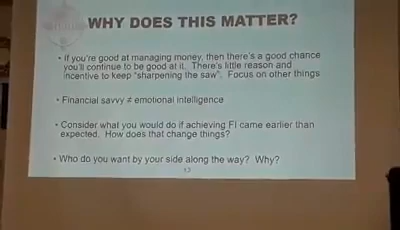 WHY DOES THIS MATTER?
• If you're good at managing money, then there's a good chance
you'll continue to be good at it. There's little reason and
incentive to keep "sharpening the saw". Focus on other things
• Financial savvy ≠ emotional intelligence
• Consider what you would do if achieving FI came earlier than
expected. How does that change things?
• Who do you want by your side along the way? Why?